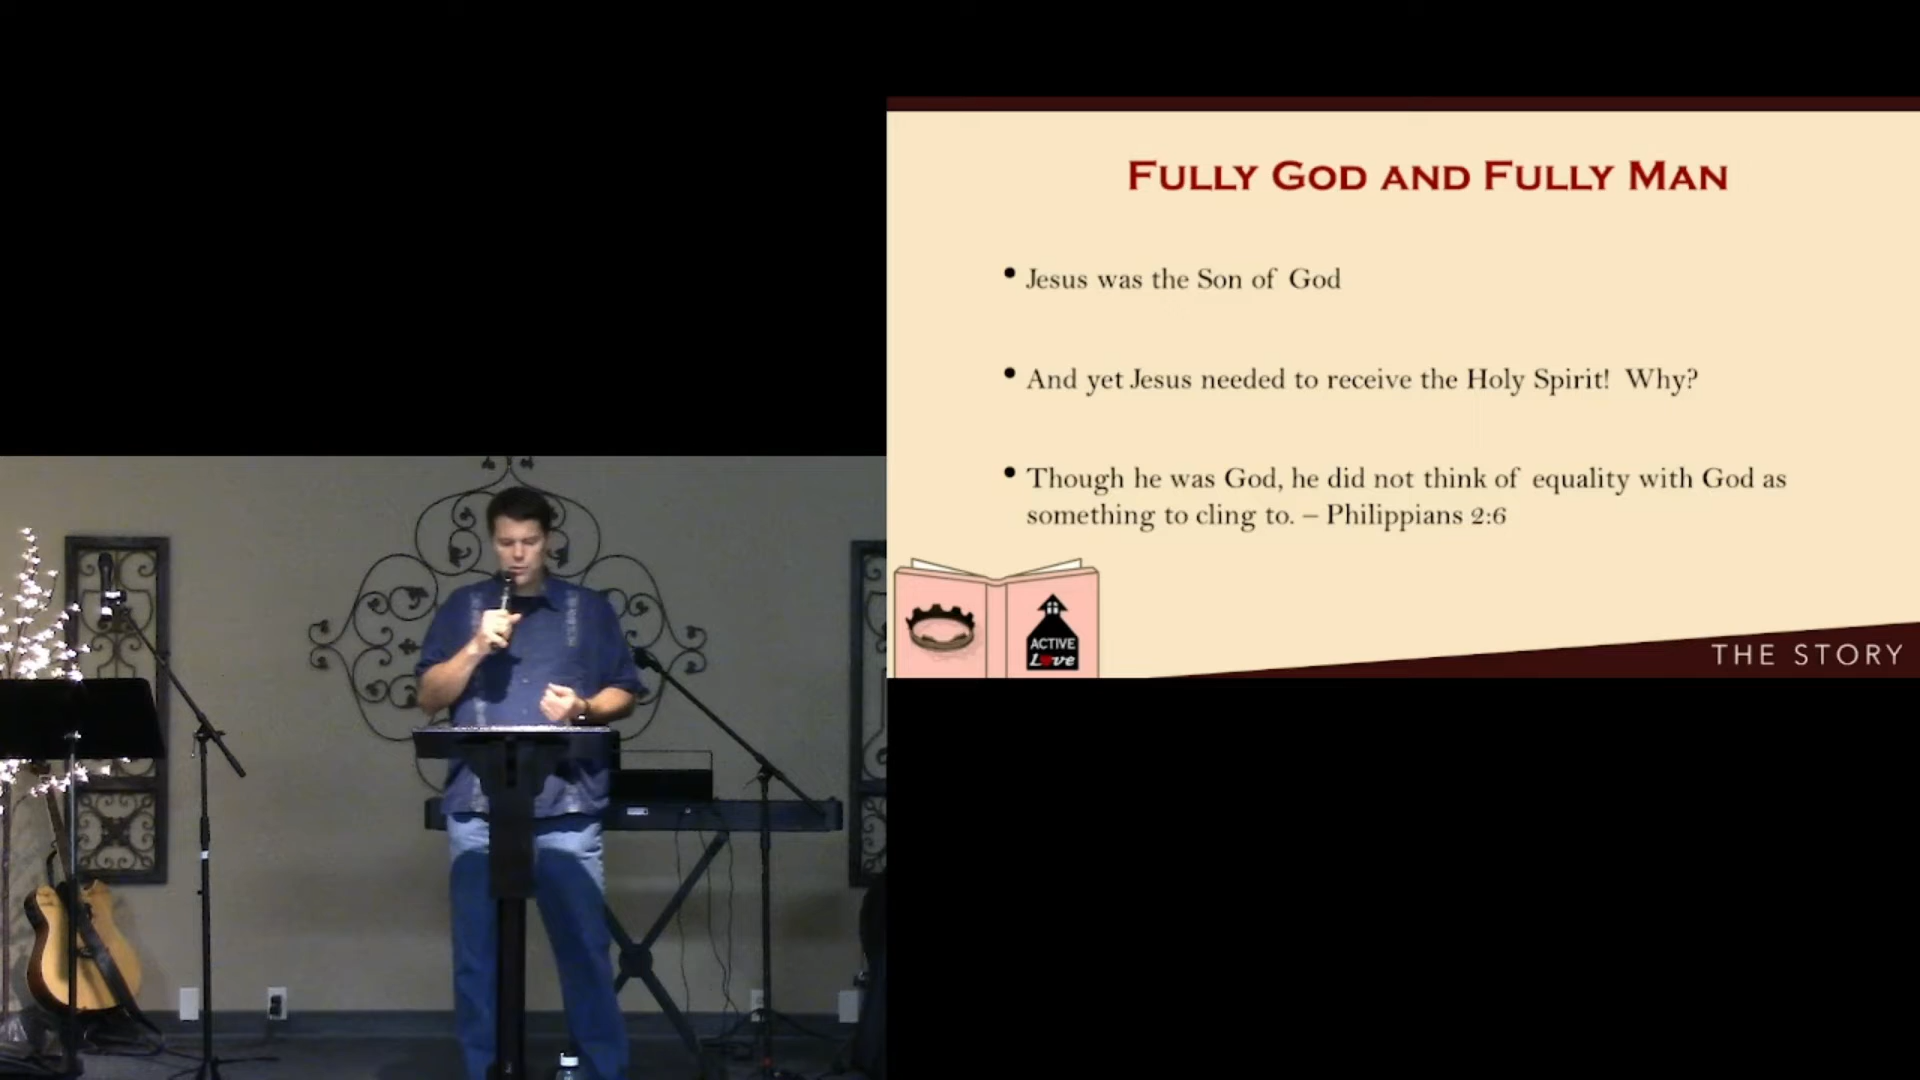 FULLY GOD AND FULLY MAN
• Jesus was the Son of God
• And yet Jesus needed to receive the Holy Spirit! Why?
• Though he was God, he did not think of equality with God as
something to cling to. – Philippians 2:6
ACTIVE
Love
THE STORY